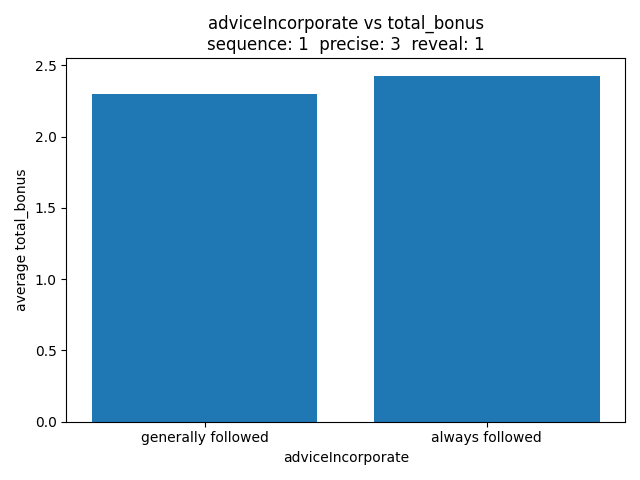 adviceIncorporate vs total_bonus
sequence: 1  precise: 3  reveal: 1
2.5
2.0
1.5
1.0
0.5
0.0
average total_bonus
generally followed
always followed
adviceIncorporate